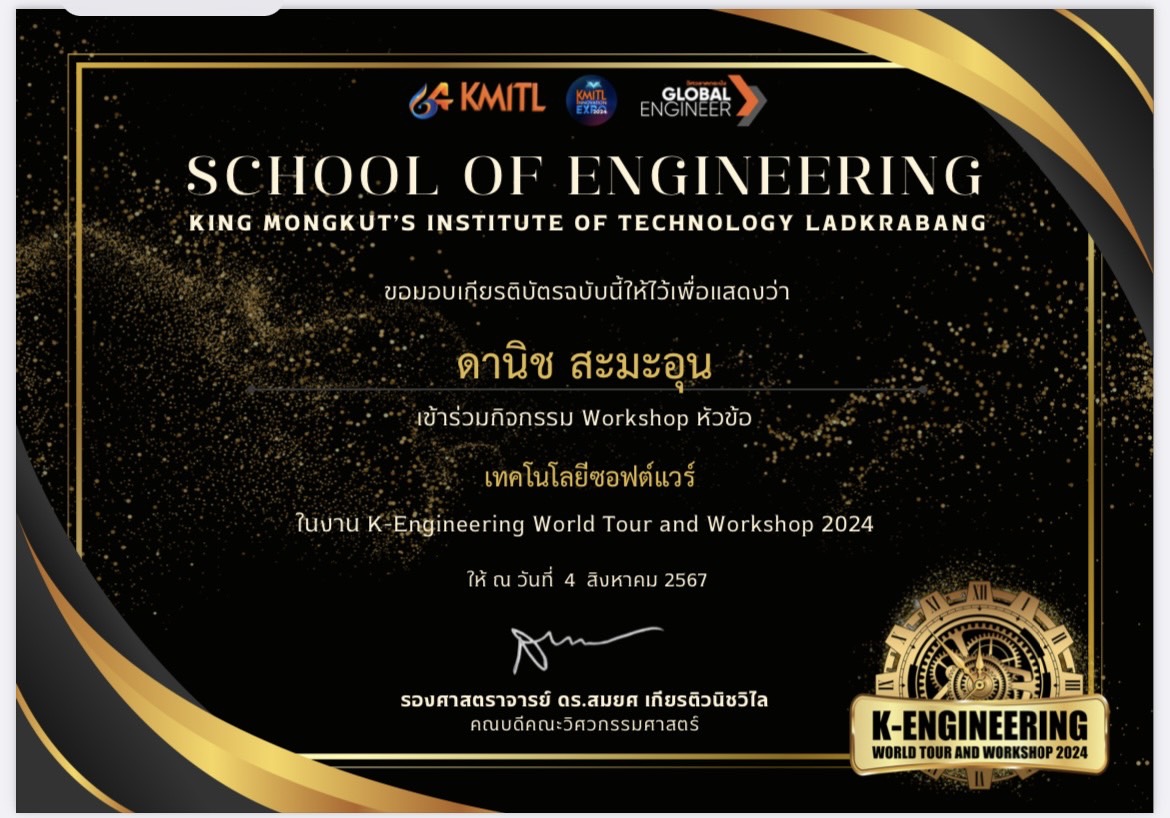 64 KMITL
KMITL
INNOVATION
EXPO 2024
GLOBAL
ENGINEER
SCHOOL OF ENGINEERING
KING MONGKUT'S INSTITUTE OF TECHNOLOGY LADKRABANG
ขอมอบเกียรติบัตรฉบับนี้ให้ไว้เพื่อแสดงว่า
ดานิช สะมะอุน
เข้าร่วมกิจกรรม Workshop หัวข้อ
เทคโนโลยีซอฟต์แวร์
ในงาน K-Engineering World Tour and Workshop 2024
ให้ ณ วันที่ 4 สิงหาคม 2567
รองศาสตราจารย์ ดร.สมยศ เกียรติวนิชวิไล
คณบดีคณะวิศวกรรมศาสตร์
K-ENGINEERING
WORLD TOUR AND WORKSHOP 2024